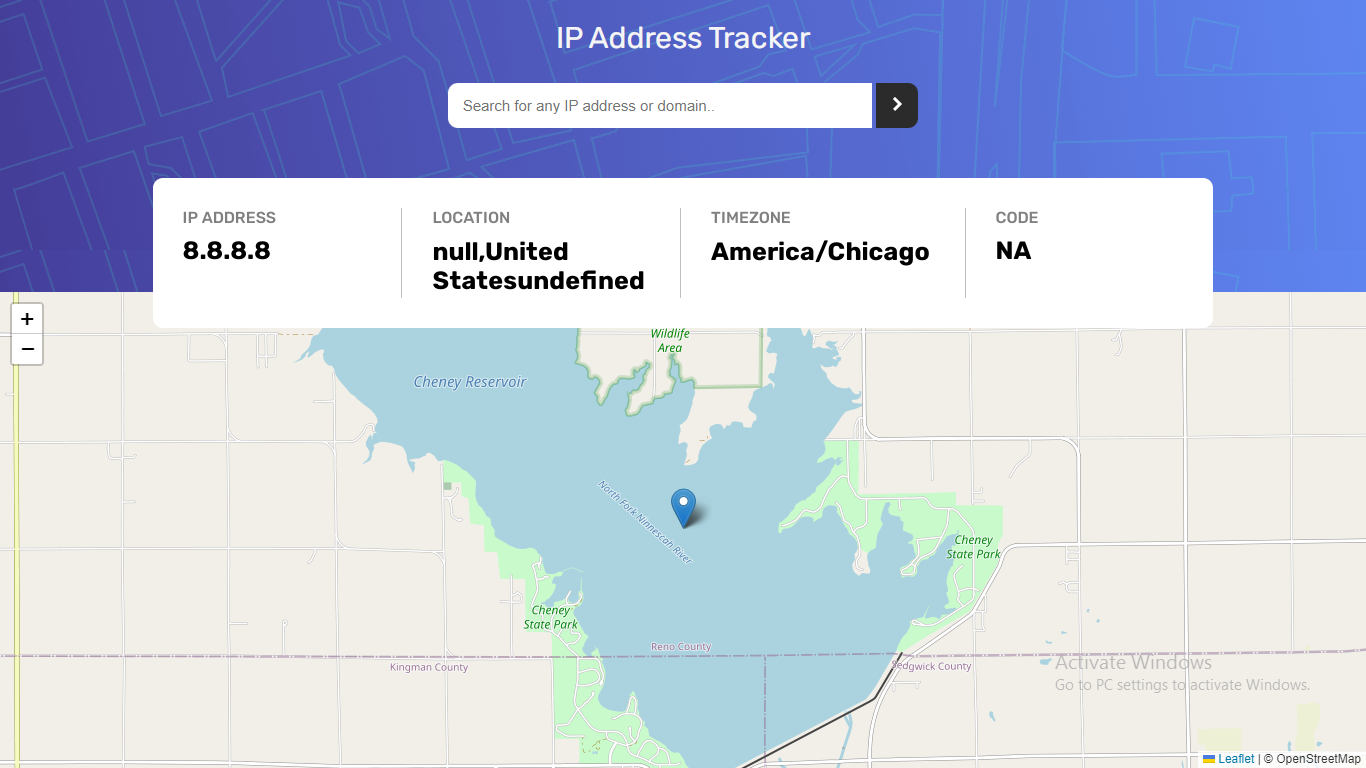 IP Address Tracker
Search for any IP address or domain..
IP ADDRESS
8.8.8.8
LOCATION
null,United
Statesundefined
TIMEZONE
America/Chicago
CODE
NA
+
−
Wildlife
Area
Cheney Reservoir
North Fork Ninnescah River
Cheney
State Park
Cheney
State Park
Reno County
Kingman County
Sedgwick County
Activate Windows
Go to PC settings to activate Windows.
Leaflet | © OpenStreetMap